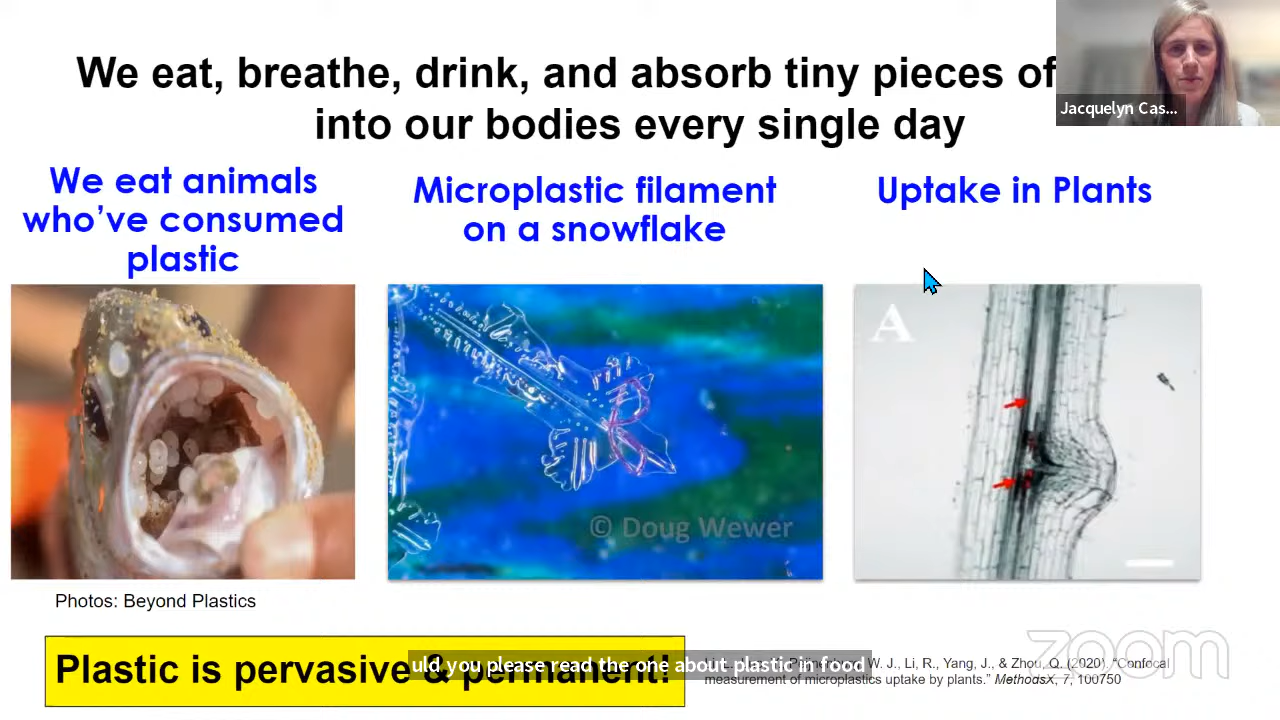 We eat, breathe, drink, and absorb tiny pieces of
into our bodies every single day
Jacquelyn Cas...
We eat animals
who've consumed
plastic
Microplastic filament
on a snowflake
Uptake in Plants
A
© Doug Wewer
Photos: Beyond Plastics
Plastic is pervasive & permanent!
uld you please read the one about plastic in food
W. J., Li, R., Yang, J., & Zhou, Q. (2020). "Confocal
measurement of microplastics uptake by plants." MethodsX, 7, 100750
zoom